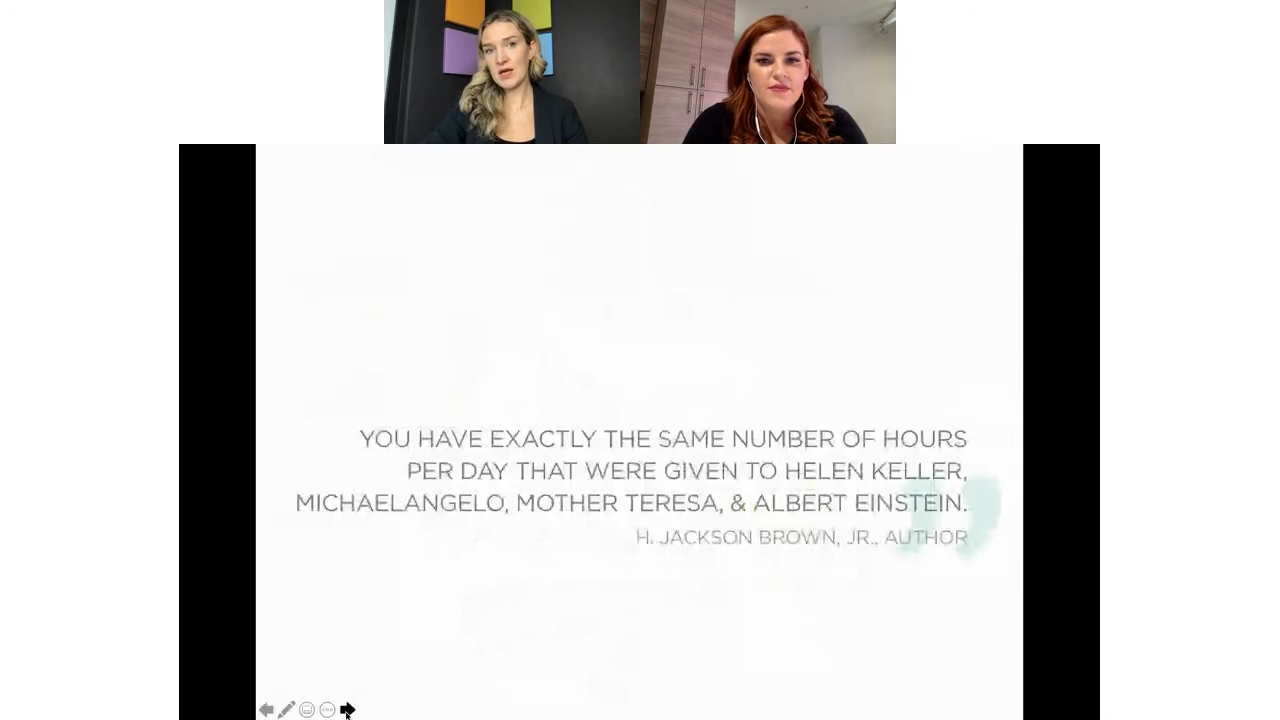 YOU HAVE EXACTLY THE SAME NUMBER OF HOURS
PER DAY THAT WERE GIVEN TO HELEN KELLER,
MICHAELANGELO, MOTHER TERESA, & ALBERT EINSTEIN.
H. JACKSON BROWN, JR., AUTHOR